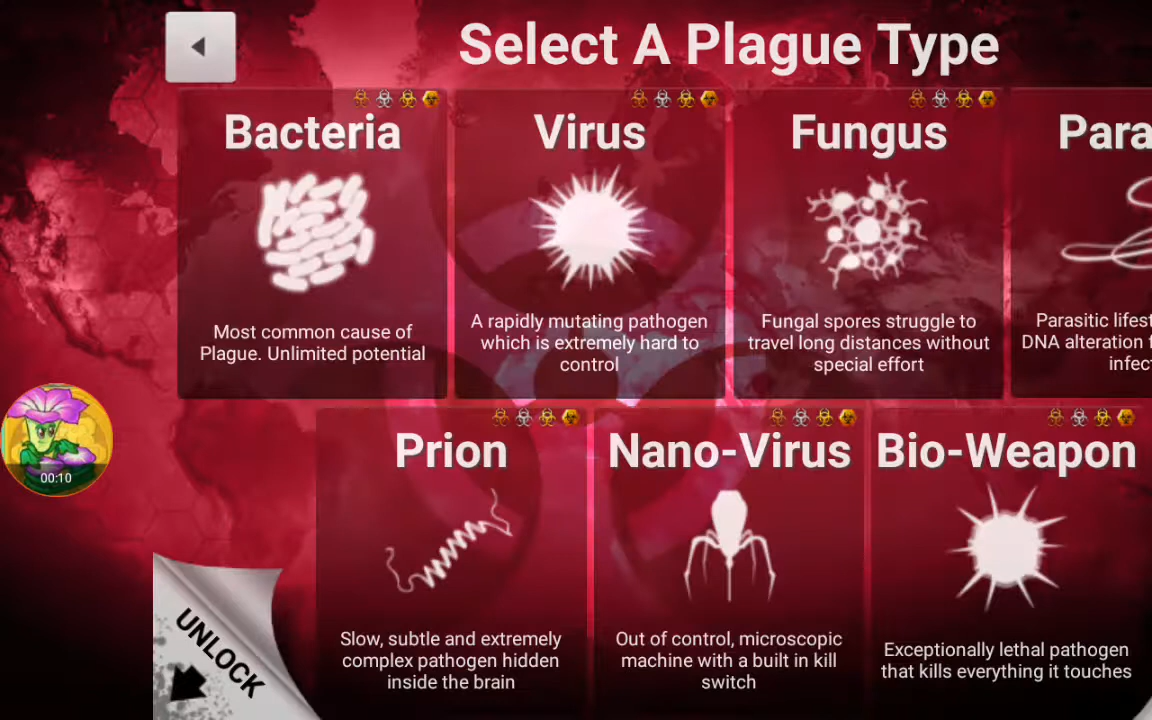 Select A Plague Type
Bacteria
Most common cause of
Plague. Unlimited potential
Virus
A rapidly mutating pathogen
which is extremely hard to
control
Fungus
Fungal spores struggle to
travel long distances without
special effort
Para
Parasitic lifest
DNA alteration f
infect
00:10
Prion
Slow, subtle and extremely
complex pathogen hidden
inside the brain
Nano-Virus
Out of control, microscopic
machine with a built in kill
switch
Bio-Weapon
Exceptionally lethal pathogen
that kills everything it touches
UNLOCK